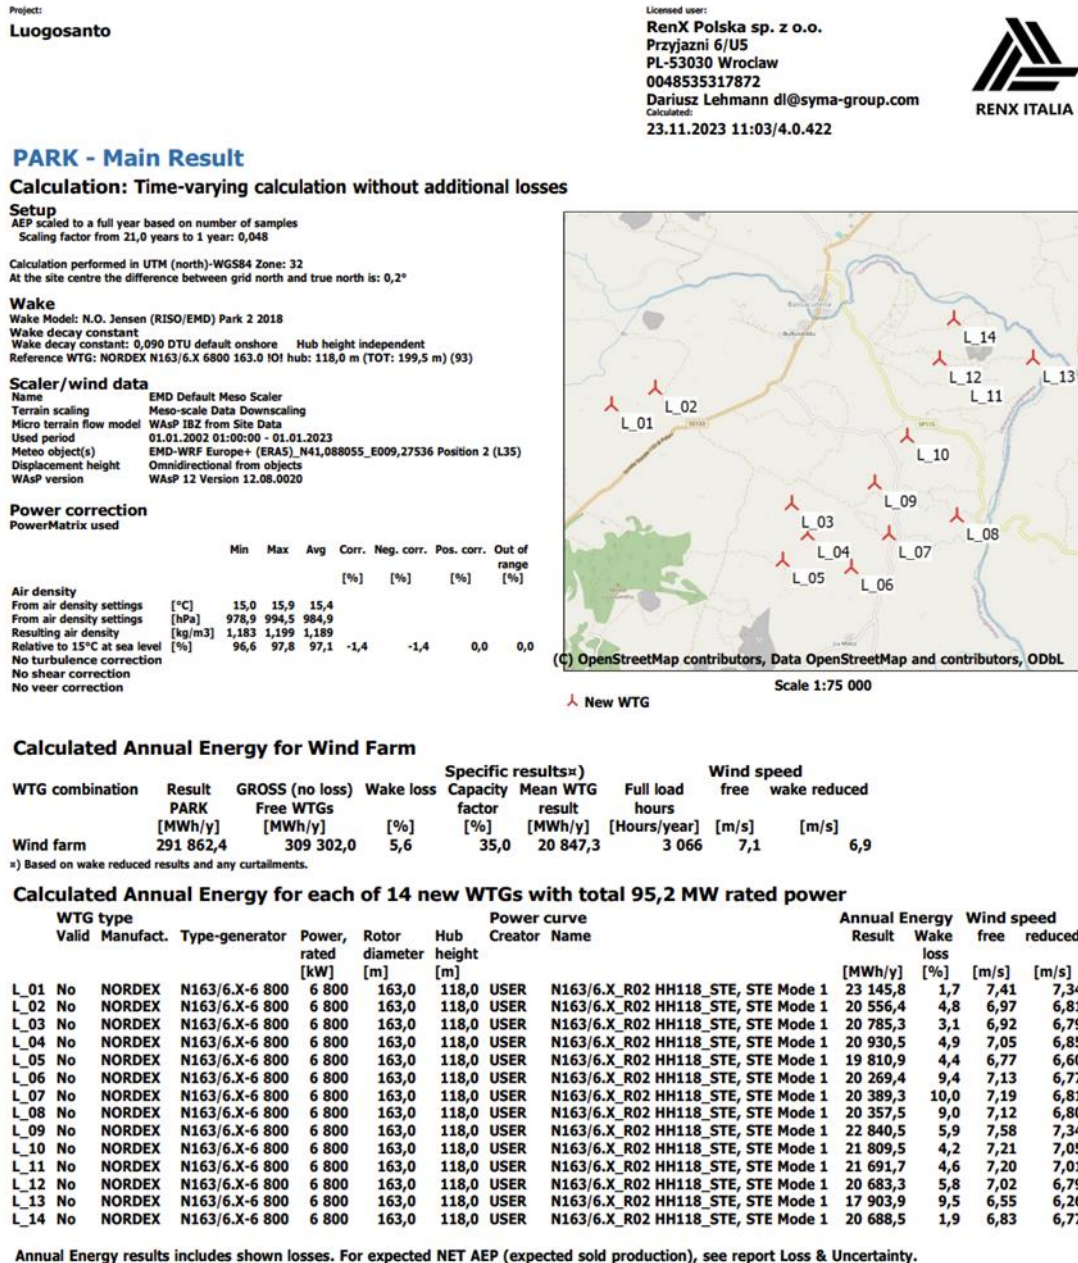 Project:
Luogosanto
Licensed user:
RenX Polska sp. z o.o.
Przyjazni 6/U5
PL-53030 Wroclaw
0048535317872
Dariusz Lehmann dl@syma-group.com
Calculated:
23.11.2023 11:03/4.0.422
RENX ITALIA
PARK - Main Result
Calculation: Time-varying calculation without additional losses
Setup
AEP scaled to a full year based on number of samples
Scaling factor from 21,0 years to 1 year: 0,048
Calculation performed in UTM (north)-WGS84 Zone: 32
At the site centre the difference between grid north and true north is: 0,2°
Wake
Wake Model: N.O. Jensen (RISO/EMD) Park 2 2018
Wake decay constant
Wake decay constant: 0,090 DTU default onshore Hub height independent
Reference WTG: NORDEX N163/6.X 6800 163.0 !O! hub: 118,0 m (TOT: 199,5 m) (93)
Scaler/wind data
Name EMD Default Meso Scaler
Terrain scaling Meso-scale Data Downscaling
Micro terrain flow model WAsP IBZ from Site Data
Used period 01.01.2002 01:00:00 - 01.01.2023
Meteo object(s) EMD-WRF Europe+ (ERA5)_N41,088055_E009,27536 Position 2 (L35)
Displacement height Omnidirectional from objects
WAsP version WAsP 12 Version 12.08.0020
Power correction
PowerMatrix used
Min Max Avg Corr. Neg. corr. Pos. corr. Out of
range
[%] [%] [%] [%]
Air density
From air density settings [°C] 15,0 15,9 15,4
From air density settings [hPa] 978,9 994,5 984,9
Resulting air density [kg/m3] 1,183 1,199 1,189
Relative to 15°C at sea level [%] 96,6 97,8 97,1 -1,4 -1,4 0,0 0,0
No turbulence correction
No shear correction
No veer correction
L_14
L_12
L_13
L_11
L_02
L_01
L_10
L_09
L_03
L_08
L_04
L_07
L_05
L_06
(C) OpenStreetMap contributors, Data OpenStreetMap and contributors, ODbL
Scale 1:75 000
New WTG
Calculated Annual Energy for Wind Farm
Specific results¤) Wind speed
WTG combination Result GROSS (no loss) Wake loss Capacity Mean WTG Full load free wake reduced
PARK Free WTGs factor result hours
[MWh/y] [MWh/y] [%] [%] [MWh/y] [Hours/year] [m/s] [m/s]
Wind farm 291 862,4 309 302,0 5,6 35,0 20 847,3 3 066 7,1 6,9
¤) Based on wake reduced results and any curtailments.
Calculated Annual Energy for each of 14 new WTGs with total 95,2 MW rated power
WTG type Power curve Annual Energy Wind speed
Valid Manufact. Type-generator Power, Rotor Hub Creator Name Result Wake free reduced
rated diameter height loss
[kW] [m] [m] [MWh/y] [%] [m/s] [m/s]
L_01 No NORDEX N163/6.X-6 800 6 800 163,0 118,0 USER N163/6.X_R02 HH118_STE, STE Mode 1 23 145,8 1,7 7,41 7,34
L_02 No NORDEX N163/6.X-6 800 6 800 163,0 118,0 USER N163/6.X_R02 HH118_STE, STE Mode 1 20 556,4 4,8 6,97
L_03 No NORDEX N163/6.X-6 800 6 800 163,0 118,0 USER N163/6.X_R02 HH118_STE, STE Mode 1 20 785,3 3,1 6,92 6,79
L_04 No NORDEX N163/6.X-6 800 6 800 163,0 118,0 USER N163/6.X_R02 HH118_STE, STE Mode 1 20 930,5 4,9 7,05 6,85
L_05 No NORDEX N163/6.X-6 800 6 800 163,0 118,0 USER N163/6.X_R02 HH118_STE, STE Mode 1 19 810,9 4,4 6,77 6,60
L_06 No NORDEX N163/6.X-6 800 6 800 163,0 118,0 USER N163/6.X_R02 HH118_STE, STE Mode 1 20 269,4 9,4 7,13 6,77
L_07 No NORDEX N163/6.X-6 800 6 800 163,0 118,0 USER N163/6.X_R02 HH118_STE, STE Mode 1 20 389,3 10,0 7,19
L_08 No NORDEX N163/6.X-6 800 6 800 163,0 118,0 USER N163/6.X_R02 HH118_STE, STE Mode 1 20 357,5 9,0 7,12 6,80
L_09 No NORDEX N163/6.X-6 800 6 800 163,0 118,0 USER N163/6.X_R02 HH118_STE, STE Mode 1 22 840,5 5,9 7,58 7,34
L_10 No NORDEX N163/6.X-6 800 6 800 163,0 118,0 USER N163/6.X_R02 HH118_STE, STE Mode 1 21 809,5 4,2 7,21 7,05
L_11 No NORDEX N163/6.X-6 800 6 800 163,0 118,0 USER N163/6.X_R02 HH118_STE, STE Mode 1 21 691,7 4,6 7,20
L_12 No NORDEX N163/6.X-6 800 6 800 163,0 118,0 USER N163/6.X_R02 HH118_STE, STE Mode 1 20 683,3 5,8 7,02 6,79
L_13 No NORDEX N163/6.X-6 800 6 800 163,0 118,0 USER N163/6.X_R02 HH118_STE, STE Mode 1 17 903,9 9,5 6,55
L_14 No NORDEX N163/6.X-6 800 6 800 163,0 118,0 USER N163/6.X_R02 HH118_STE, STE Mode 1 20 688,5 1,9 6,83 6,77
Annual Energy results includes shown losses. For expected NET AEP (expected sold production), see report Loss & Uncertainty.